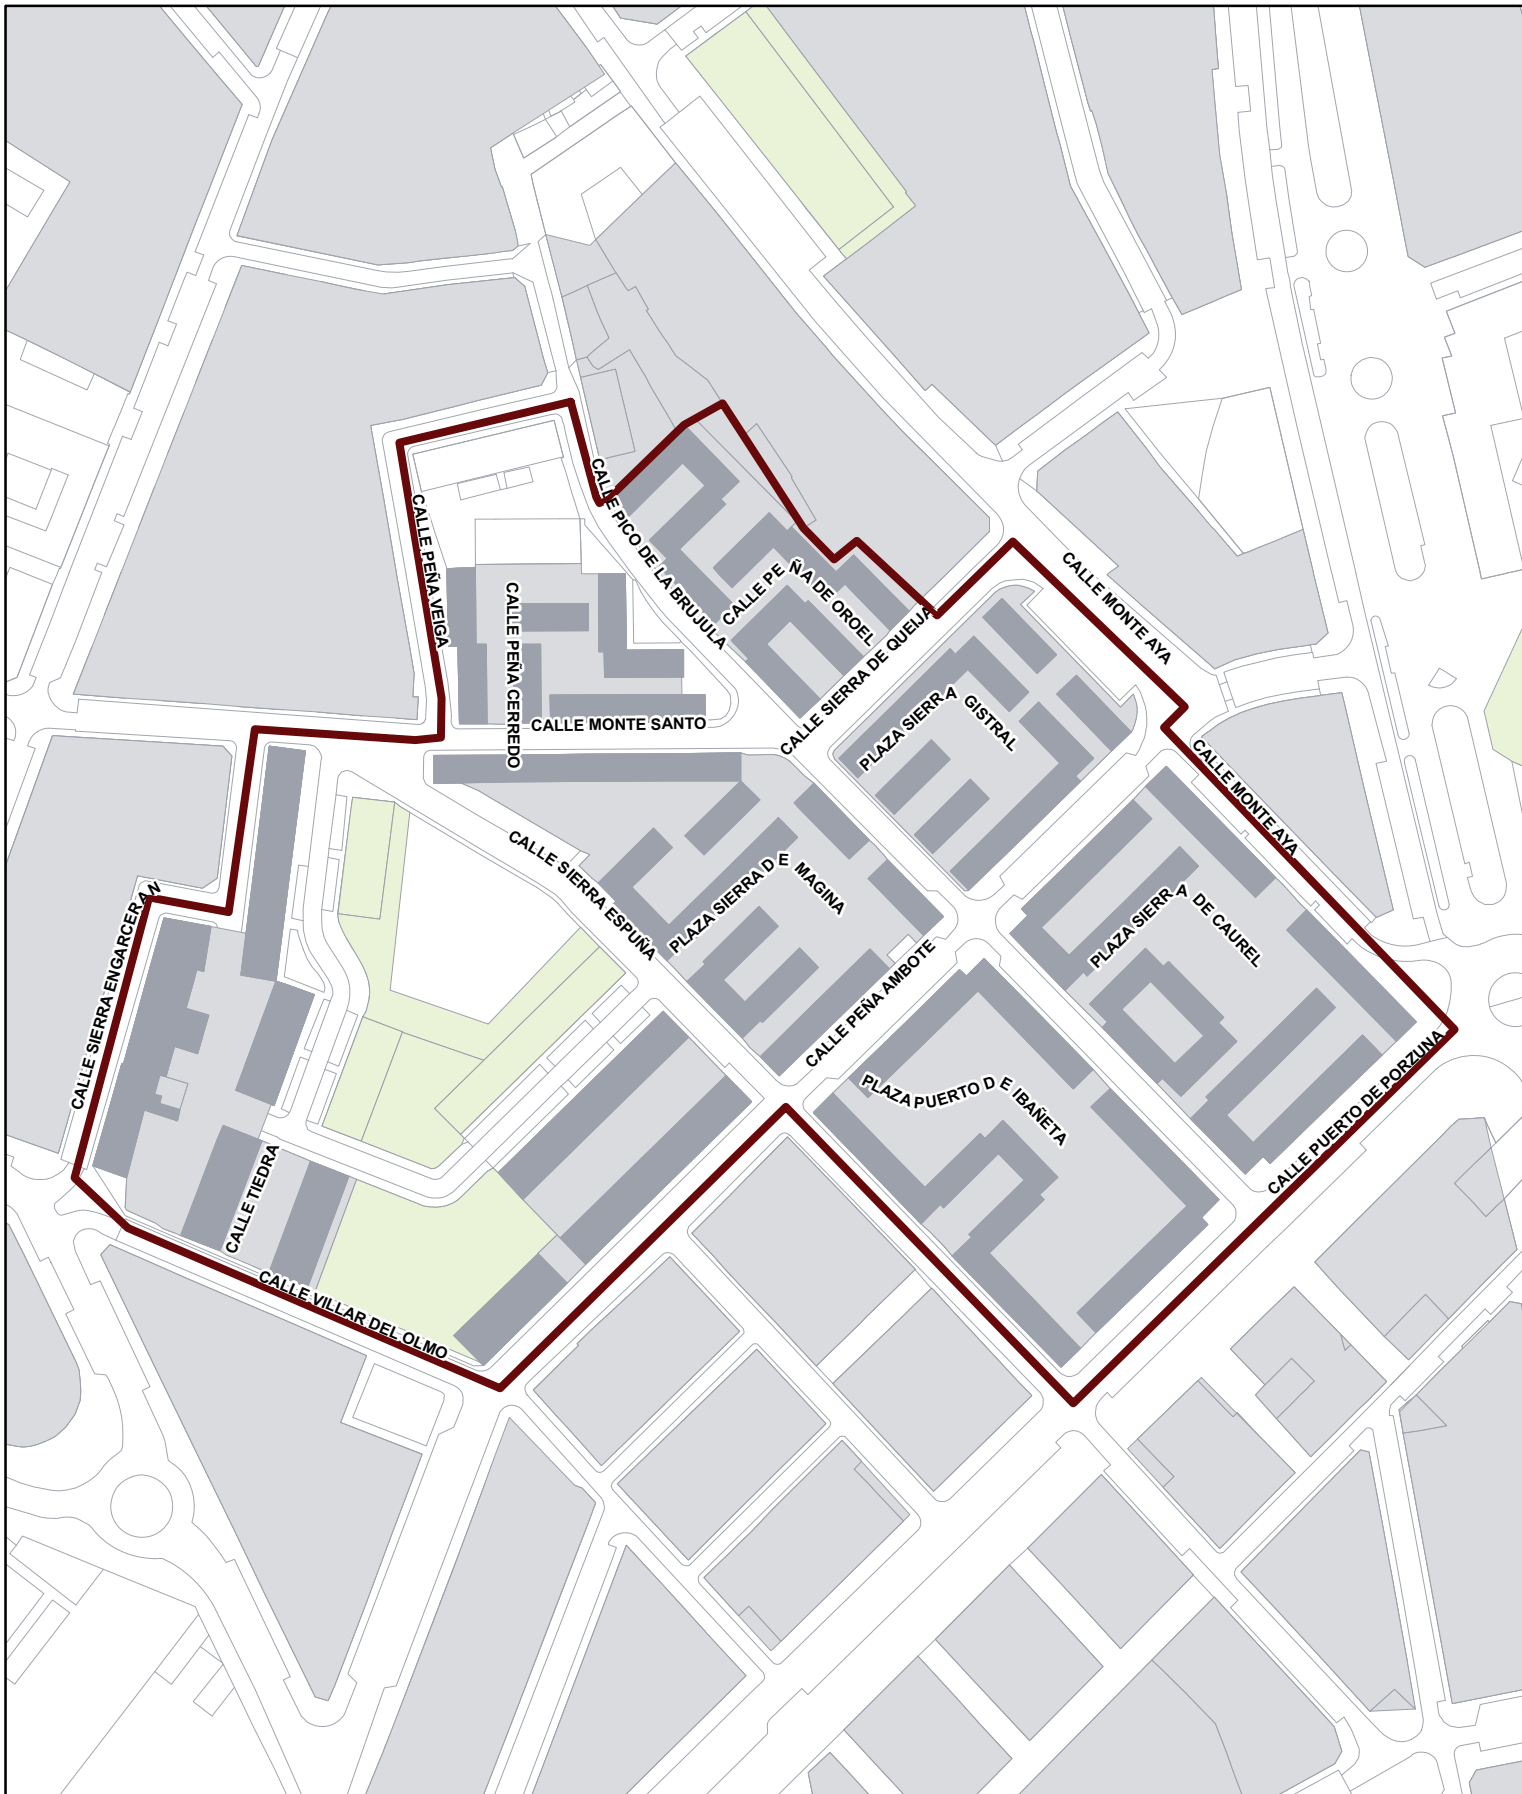 CALLE PICO DE LA BRUJULA
CALLE PEÑA VEIGA
CALLE MONTE AYA
CALLE PEÑA DE OROEL
CALLE PEÑA CERREDO
CALLE SIERRA DE QUEIJA
CALLE MONTE SANTO
PLAZA SIERRA GISTRAL
CALLE MONTE AYA
CALLE SIERRA ESPUÑA
PLAZA SIERRA DE MAGINA
CALLE SIERRA ENGARCERAN
PLAZA SIERRA DE CAUREL
CALLE PEÑA AMBOTE
PLAZA PUERTO DE IBAÑETA
CALLE PUERTO DE PORZUNA
CALLE TIEDRA
CALLE VILLAR DEL OLMO